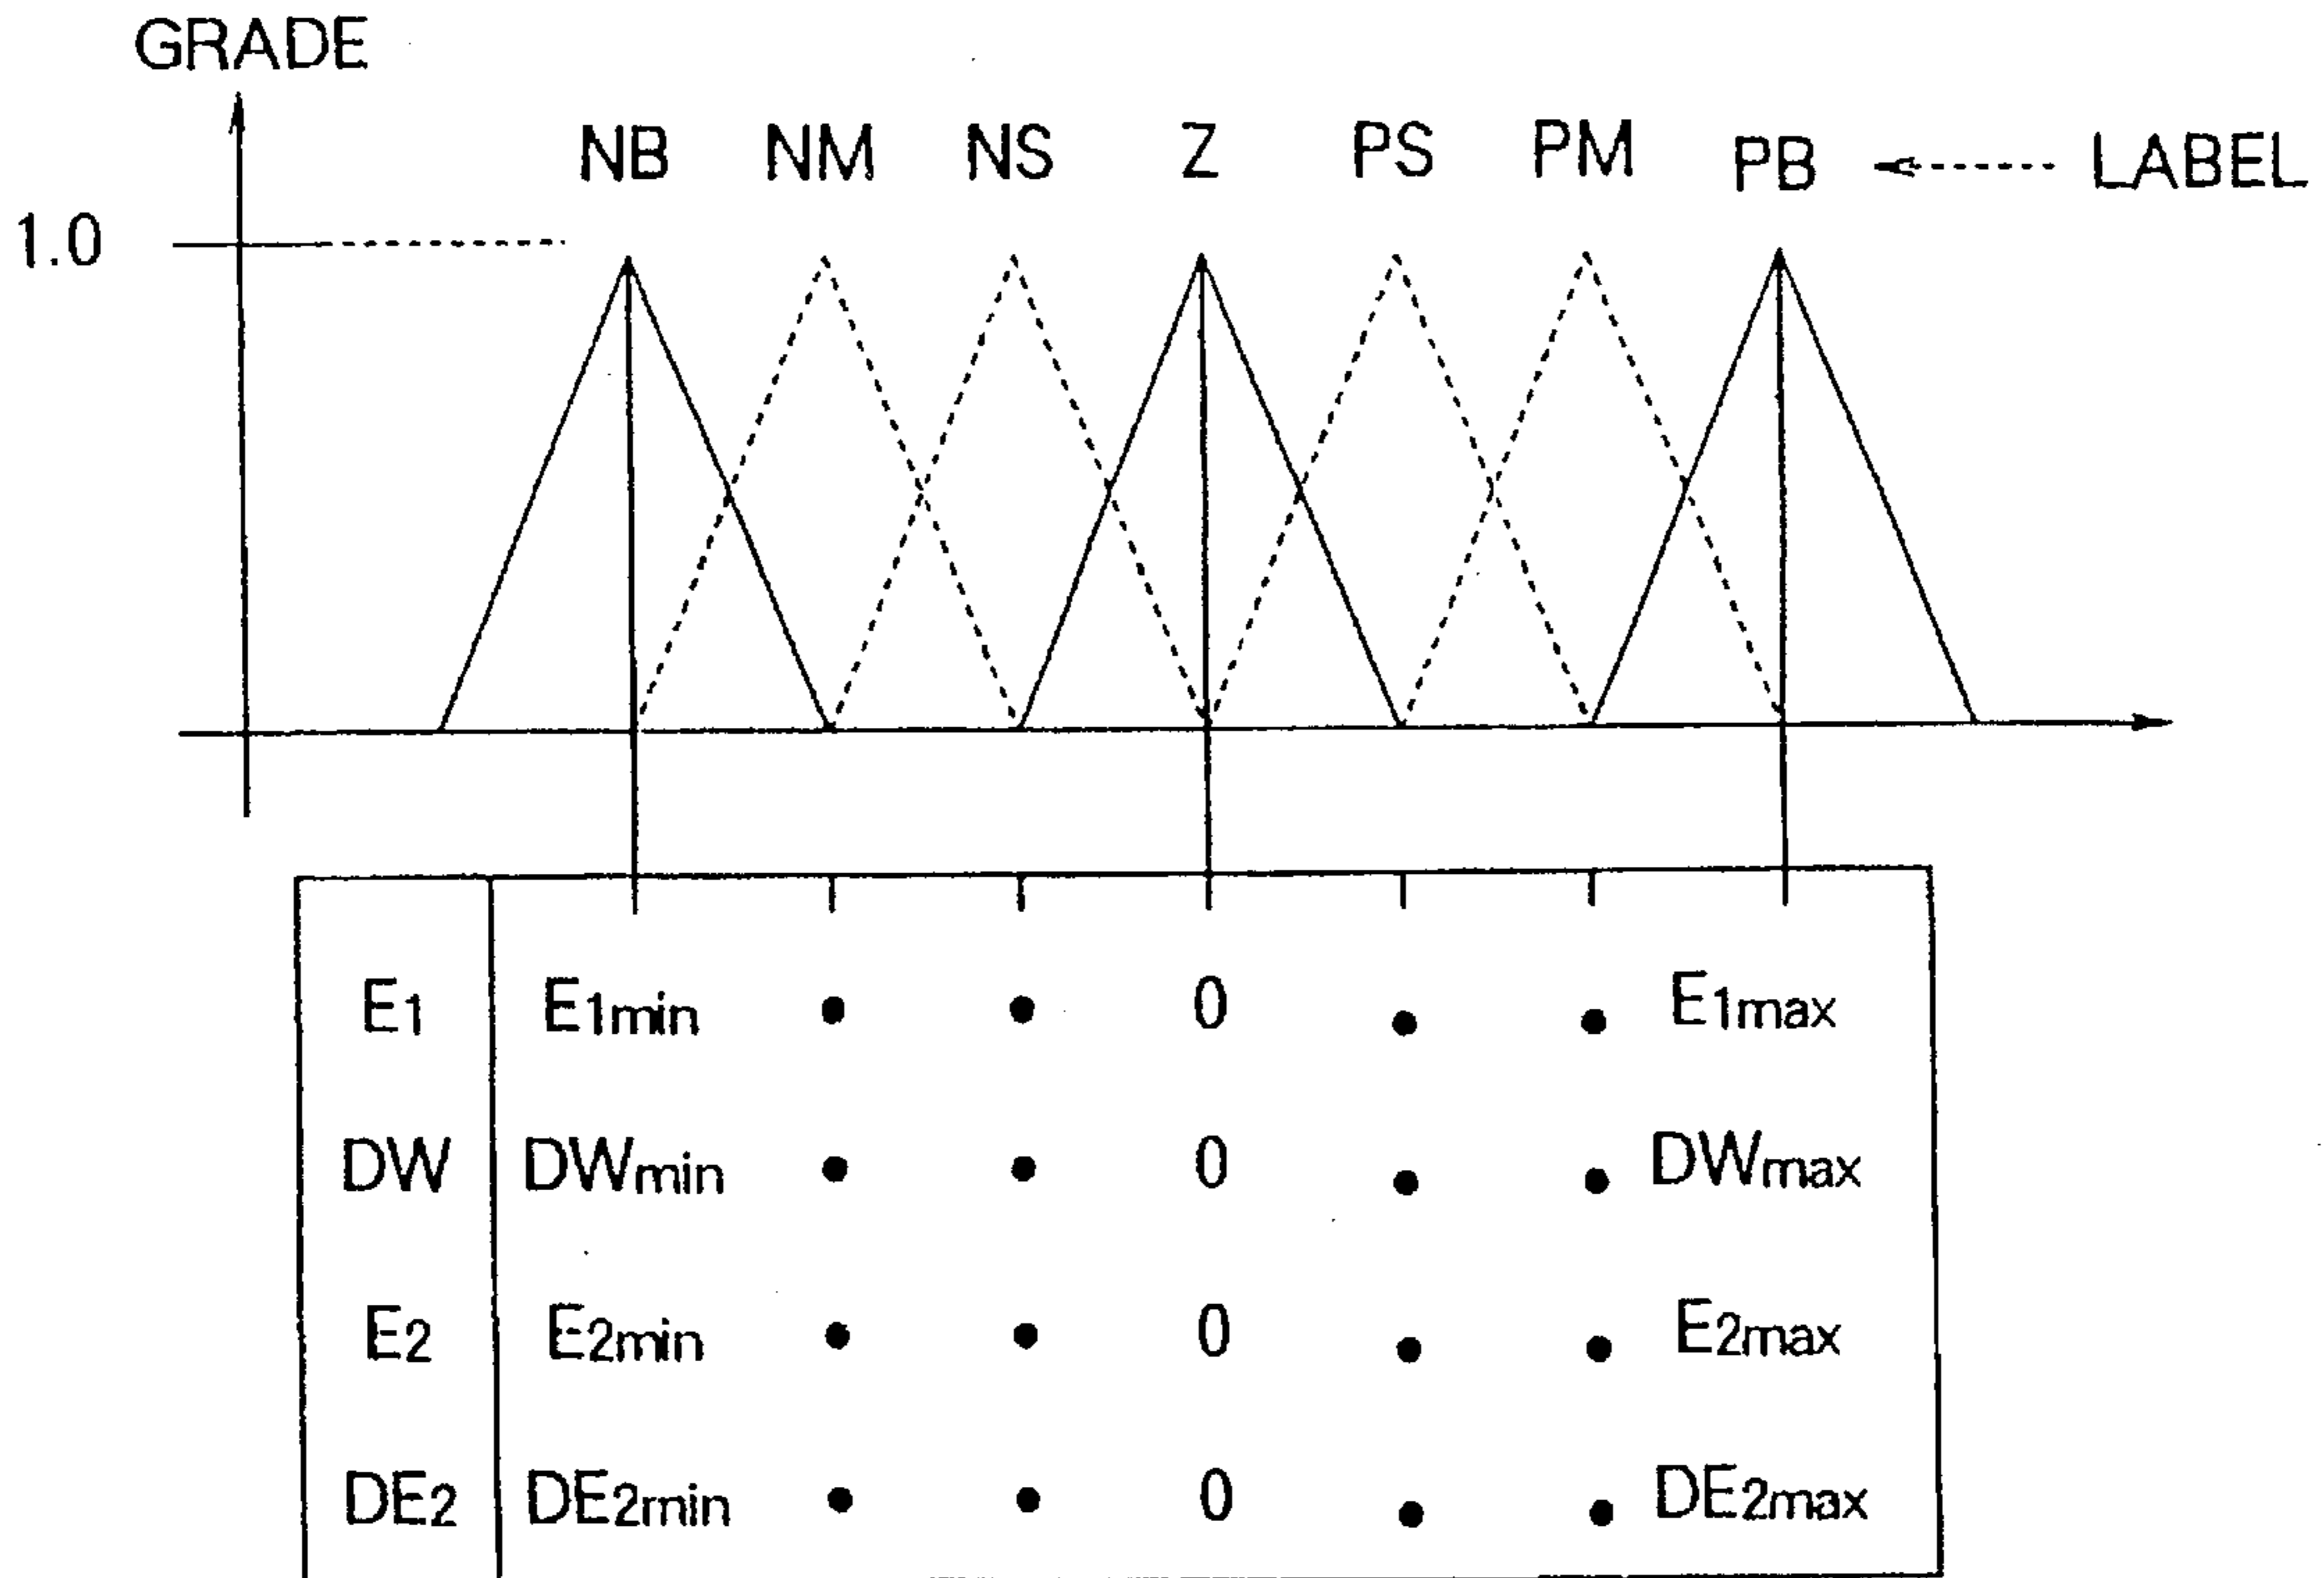 GRADE
NB NM NS Z PS PM PB LABEL
1.0
E1 E1min 0 E1max
DW DWmin 0 DWmax
E2 E2min 0 E2max
DE2 DE2min 0 DE2max